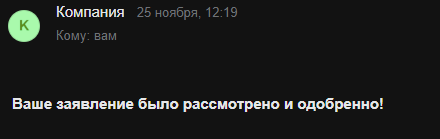 К
Компания 25 ноября, 12:19
Кому: вам
Ваше заявление было рассмотрено и одобренно!